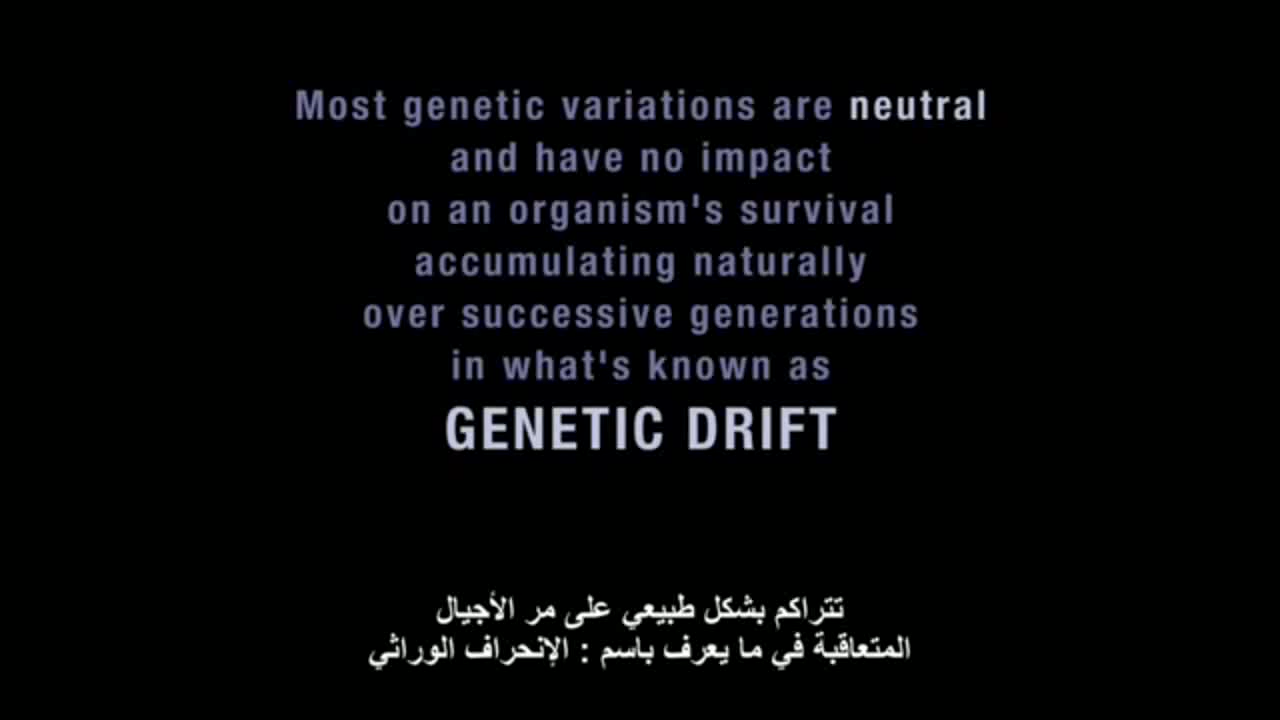 Most genetic variations are neutral
and have no impact
on an organism's survival
accumulating naturally
over successive generations
in what's known as
GENETIC DRIFT
تتراكم بشكل طبيعي على مر الأجيال
المتعاقبة في ما يعرف باسم : الإنحراف الوراثي